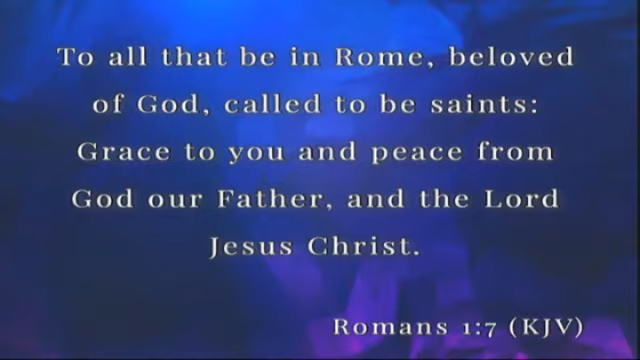 To all that be in Rome, beloved
of God, called to be saints:
Grace to you and peace from
God our Father, and the Lord
Jesus Christ.
Romans 1:7 (KJV)